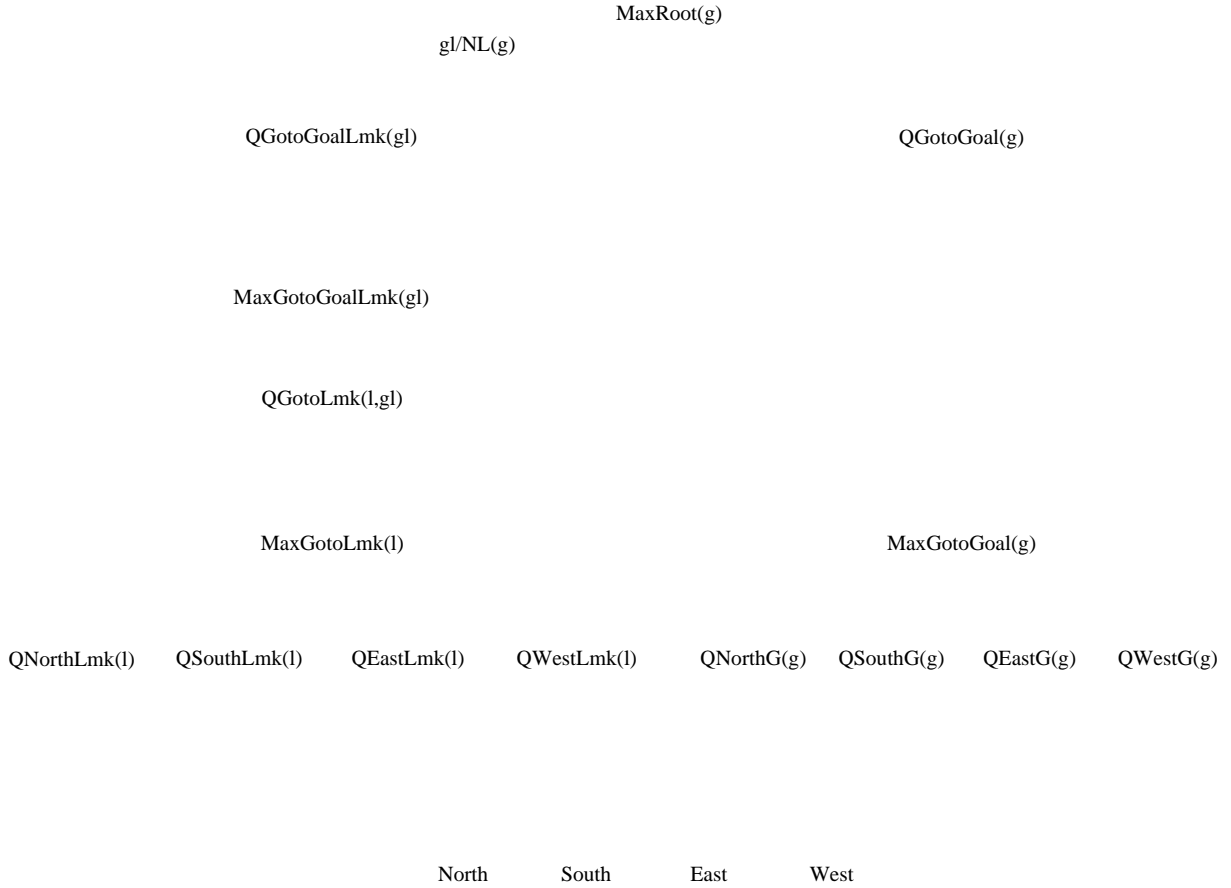 MaxRoot(g)
gl/NL(g)
QGotoGoalLmk(gl) QGotoGoal(g)
MaxGotoGoalLmk(gl)
QGotoLmk(l,gl)
MaxGotoLmk(l) MaxGotoGoal(g)
QNorthLmk(l) QSouthLmk(l) QEastLmk(l) QWestLmk(l) QNorthG(g) QSouthG(g) QEastG(g) QWestG(g)
North South East West